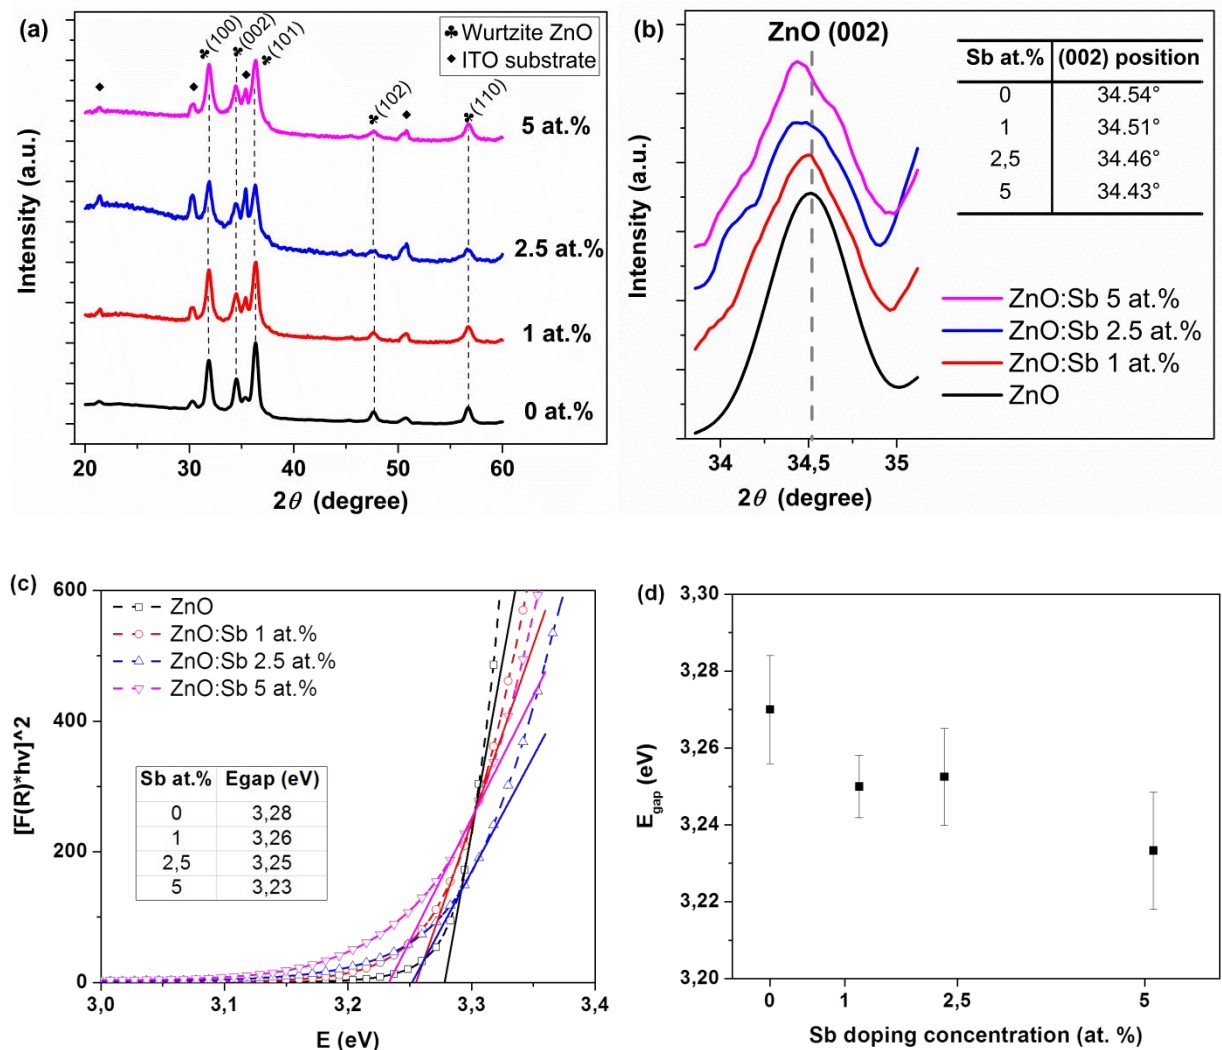 (a)
♣ Wurtzite ZnO
◆ ITO substrate
♣(100)
♣(002)
♣(101)
♣(102)
♣(110)
5 at.%
2.5 at.%
1 at.%
0 at.%
Intensity (a.u.)
20 30 40 50 60
2θ (degree)
(b)
ZnO (002)
Sb at.% (002) position
0 34.54°
1 34.51°
2,5 34.46°
5 34.43°
ZnO:Sb 5 at.%
ZnO:Sb 2.5 at.%
ZnO:Sb 1 at.%
ZnO
Intensity (a.u.)
34 34,5 35
2θ (degree)
(c)
ZnO
ZnO:Sb 1 at.%
ZnO:Sb 2.5 at.%
ZnO:Sb 5 at.%
Sb at.% Egap (eV)
0 3,28
1 3,26
2,5 3,25
5 3,23
[F(R)*hv]^2
600
400
200
0
3,0 3,1 3,2 3,3 3,4
E (eV)
(d)
E_gap (eV)
3,30
3,28
3,26
3,24
3,22
3,20
0 1 2,5 5
Sb doping concentration (at. %)